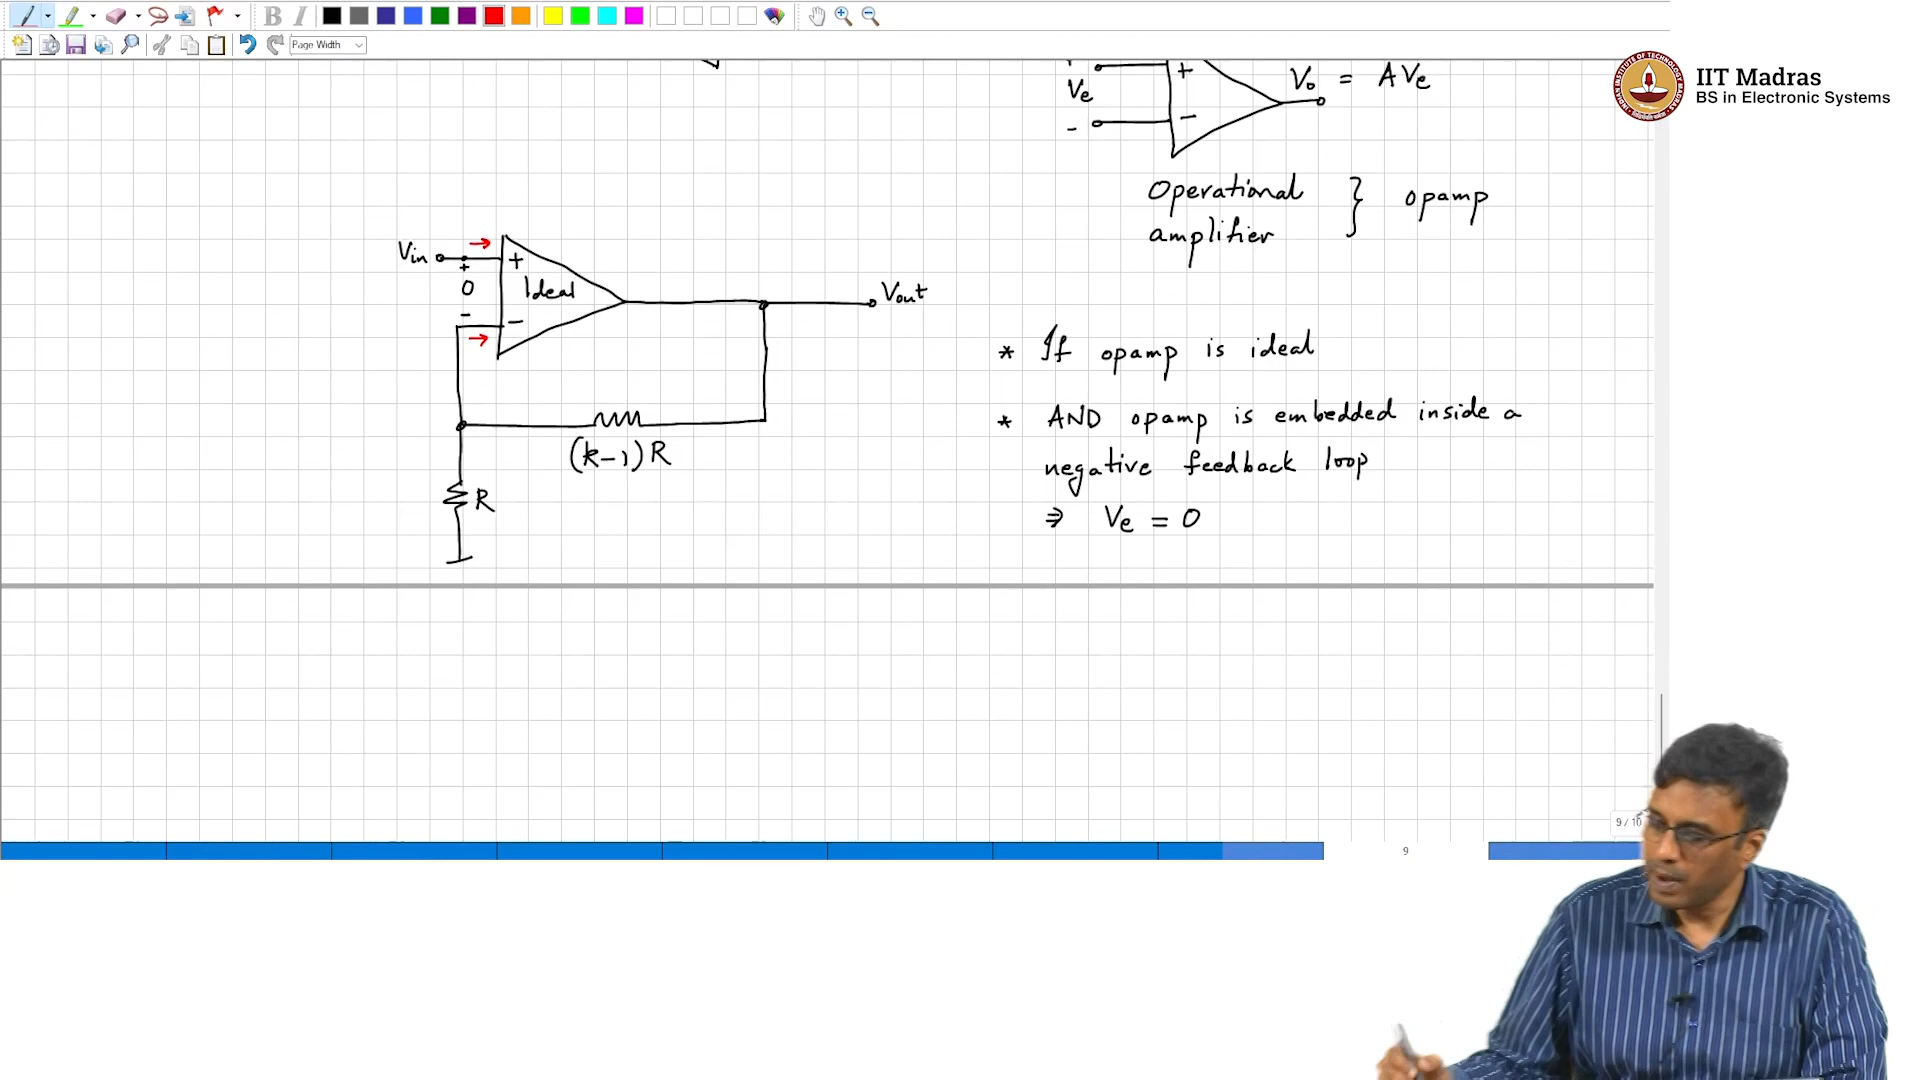 B I
Page Width
IIT Madras
BS in Electronic Systems
+
Ve
-
+
-
Vo = AVe
Operational
amplifier
} opamp
Vin
+
0
-
+
Ideal
-
Vout
(k-1)R
R
* If opamp is ideal
* AND opamp is embedded inside a
negative feedback loop
⇒ Ve = 0
9 / 10
9